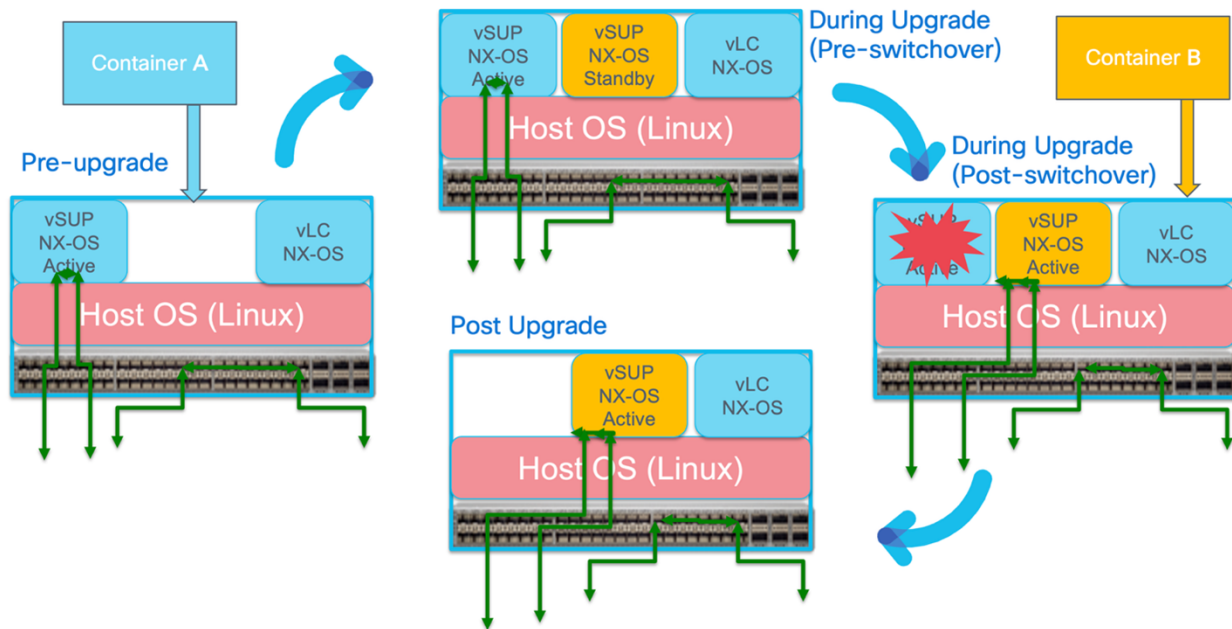 Container A
Pre-upgrade
vSUP
NX-OS
Active
vLC
NX-OS
Host OS (Linux)
During Upgrade
(Pre-switchover)
vSUP
NX-OS
Active
vSUP
NX-OS
Standby
vLC
NX-OS
Host OS (Linux)
Container B
During Upgrade
(Post-switchover)
vSUP
Active
vSUP
NX-OS
Active
vLC
NX-OS
Host OS (Linux)
Post Upgrade
vSUP
NX-OS
Active
vLC
NX-OS
Host OS (Linux)